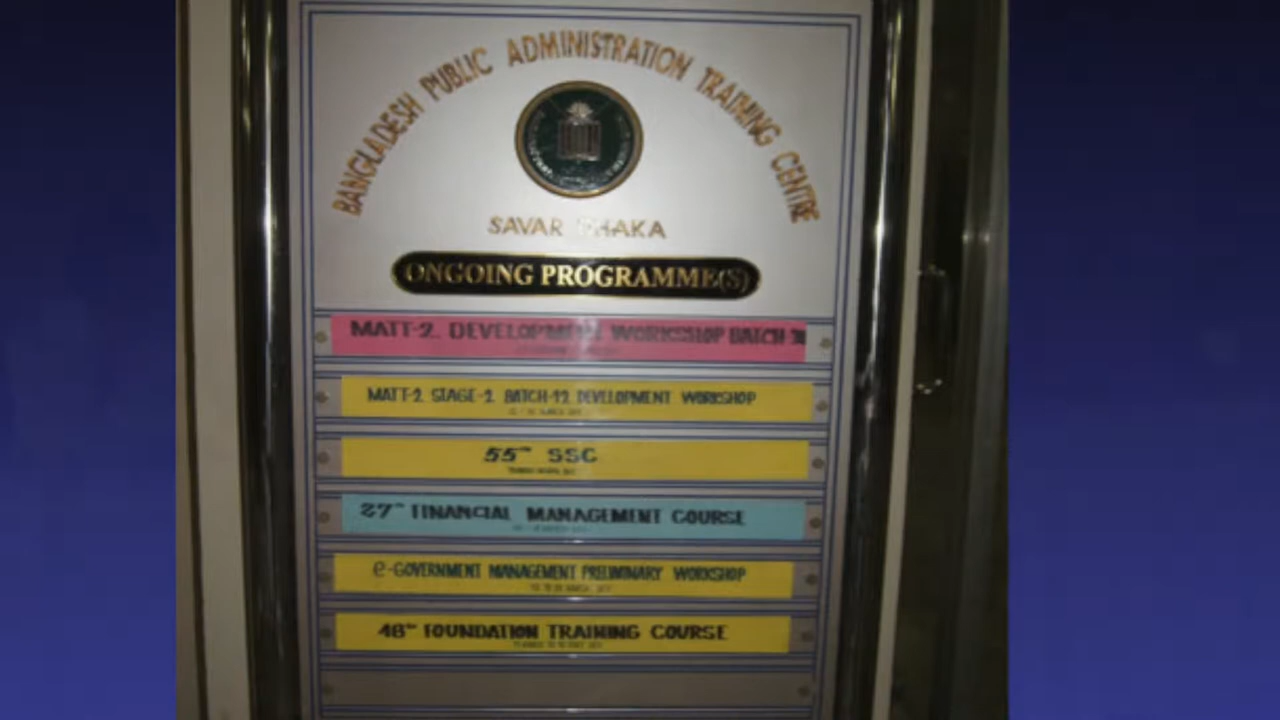 BANGLADESH PUBLIC ADMINISTRATION TRAINING CENTRE
SAVAR DHAKA
ONGOING PROGRAMME(S)
MATT-2. DEVELOPMENT WORKSHOP BATCH
MATT-2 STAGE-2 BATCH-12 DEVELOPMENT WORKSHOP
55TH SSC
27TH FINANCIAL MANAGEMENT COURSE
e-GOVERNMENT MANAGEMENT PRELIMINARY WORKSHOP
46TH FOUNDATION TRAINING COURSE